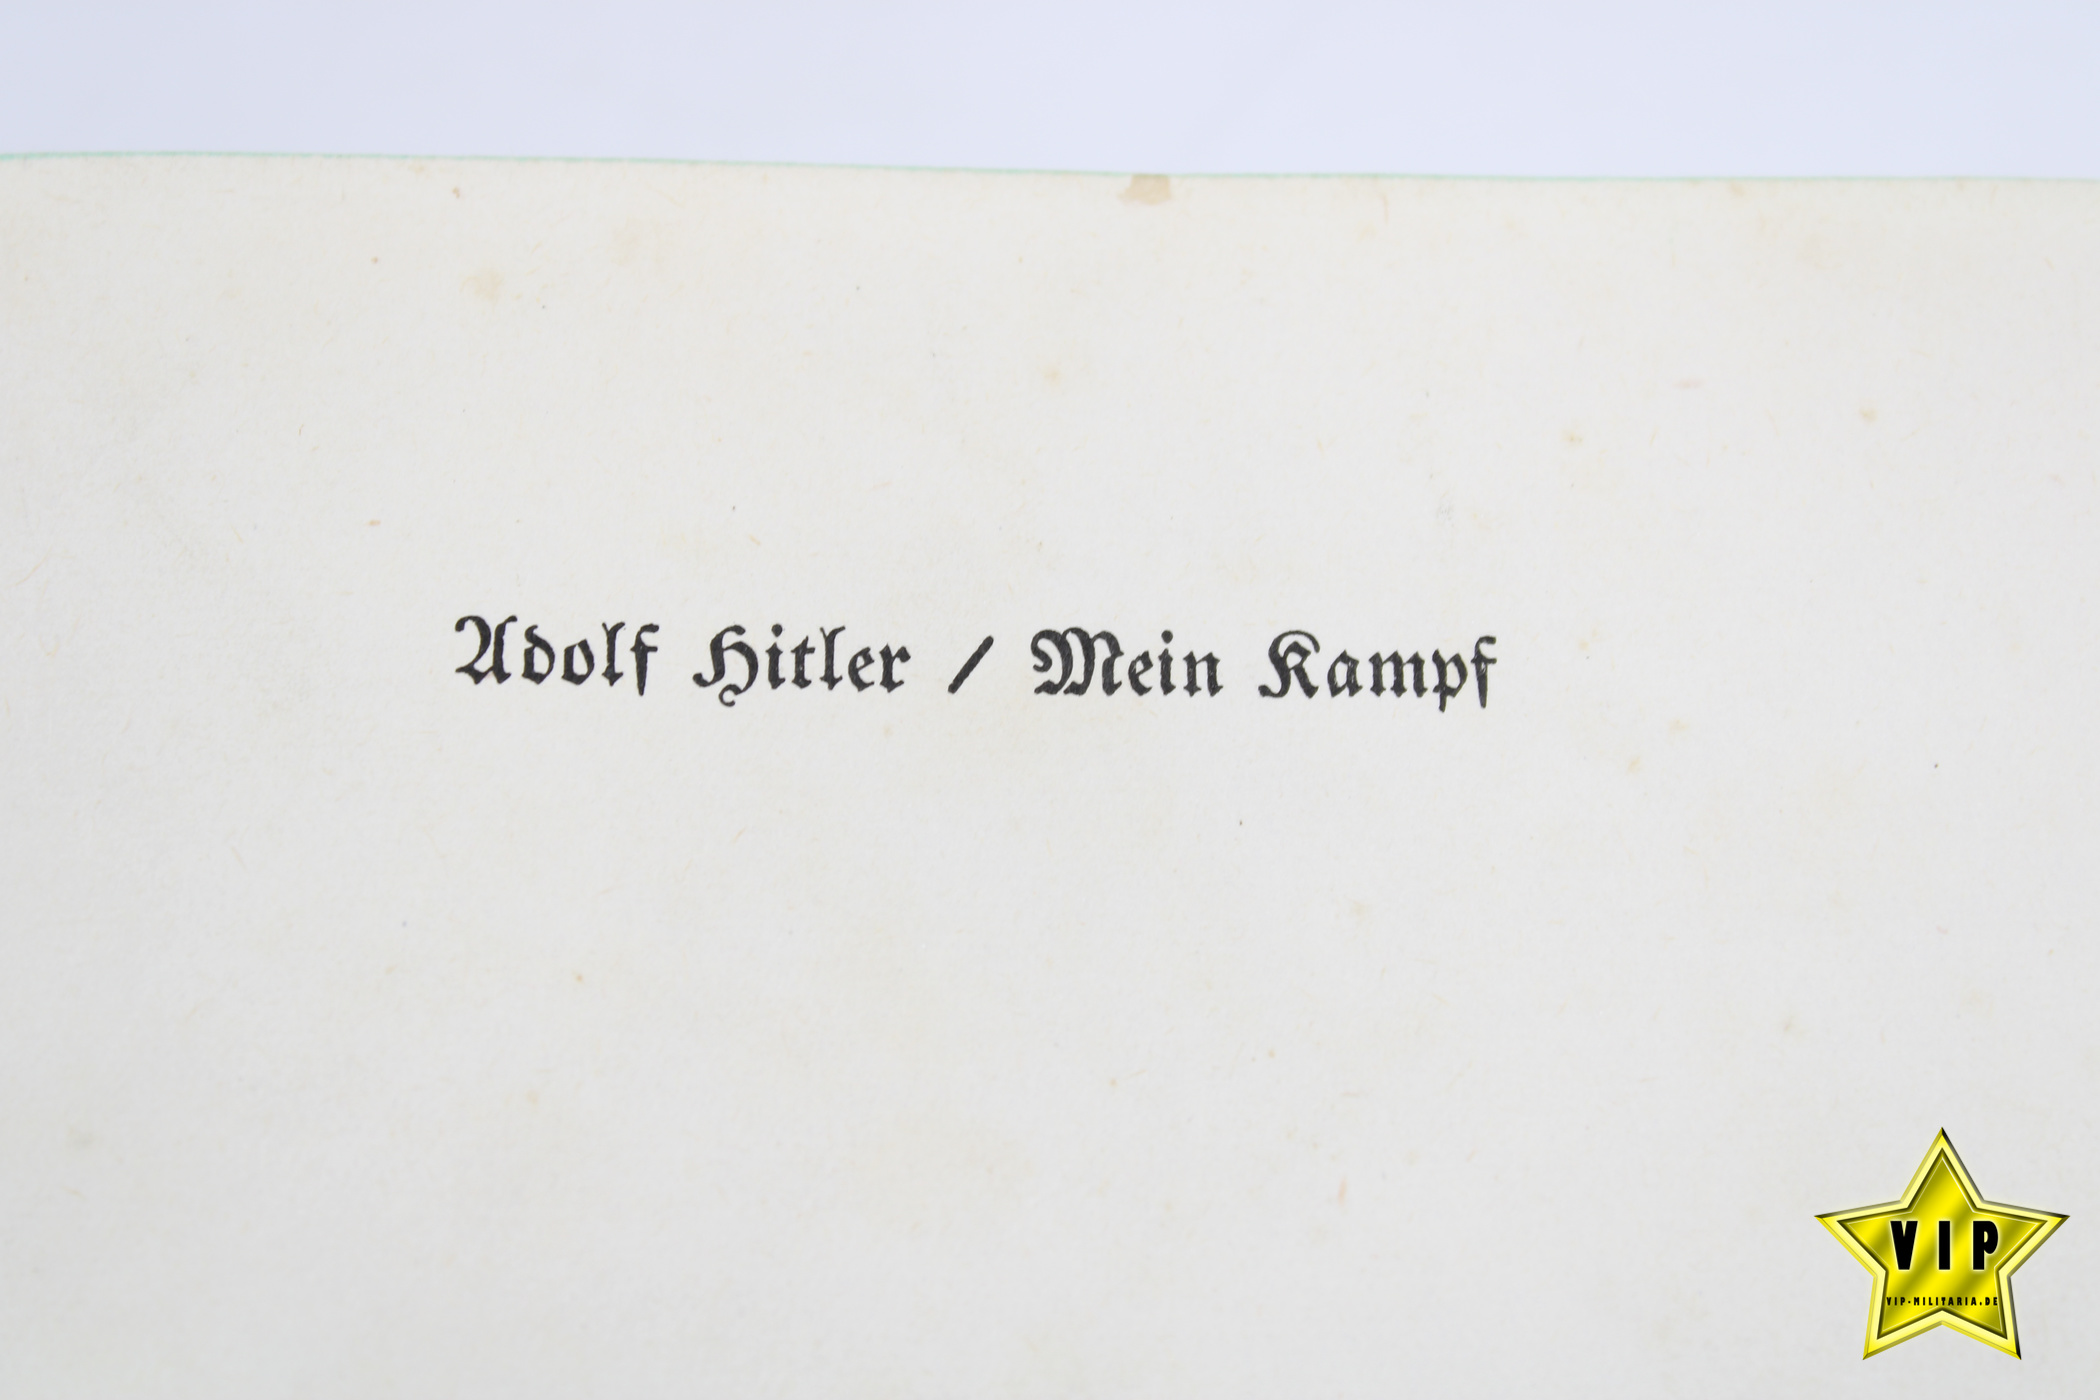 Adolf Hitler / Mein Kampf
VIP
VIP-MILITARIA.DE